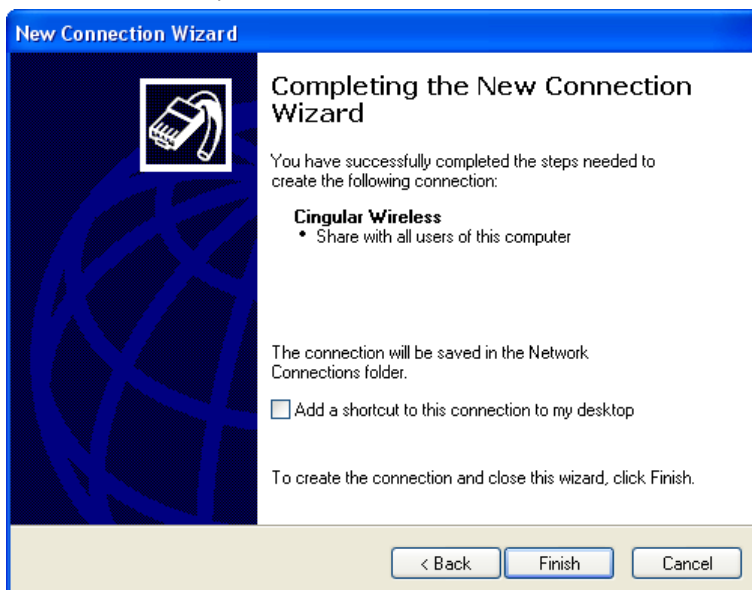 New Connection Wizard
Completing the New Connection
Wizard
You have successfully completed the steps needed to
create the following connection:
Cingular Wireless
• Share with all users of this computer
The connection will be saved in the Network
Connections folder.
Add a shortcut to this connection to my desktop
To create the connection and close this wizard, click Finish.
< Back
Finish
Cancel